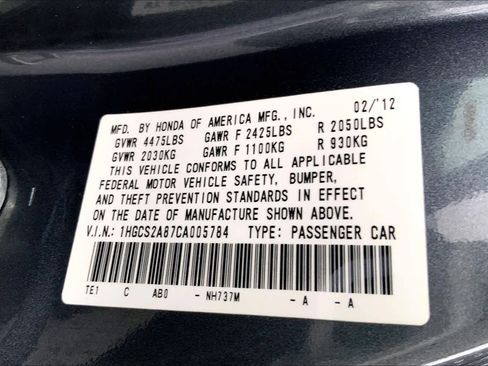 MFD. BY HONDA OF AMERICA MFG., INC. 02/'12
GVWR 4475LBS GAWR F 2425LBS R 2050LBS
GVWR 2030KG GAWR F 1100KG R 930KG
THIS VEHICLE CONFORMS TO ALL APPLICABLE
FEDERAL MOTOR VEHICLE SAFETY, BUMPER,
AND THEFT PREVENTION STANDARDS IN EFFECT
ON THE DATE OF MANUFACTURE SHOWN ABOVE.
V.I.N.: 1HGCS2A87CA005784 TYPE: PASSENGER CAR
TE1 C AB0 - NH737M - A - A